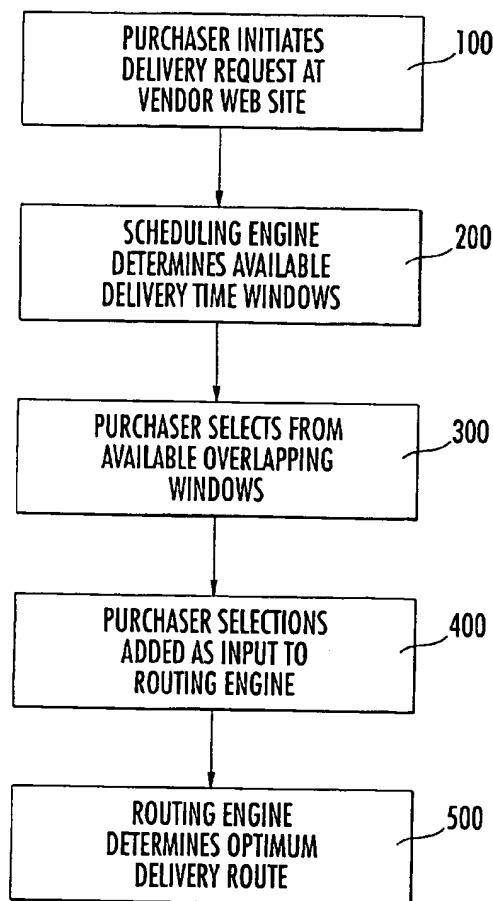 PURCHASER INITIATES
DELIVERY REQUEST AT
VENDOR WEB SITE
100
SCHEDULING ENGINE
DETERMINES AVAILABLE
DELIVERY TIME WINDOWS
200
PURCHASER SELECTS FROM
AVAILABLE OVERLAPPING
WINDOWS
300
PURCHASER SELECTIONS
ADDED AS INPUT TO
ROUTING ENGINE
400
ROUTING ENGINE
DETERMINES OPTIMUM
DELIVERY ROUTE
500